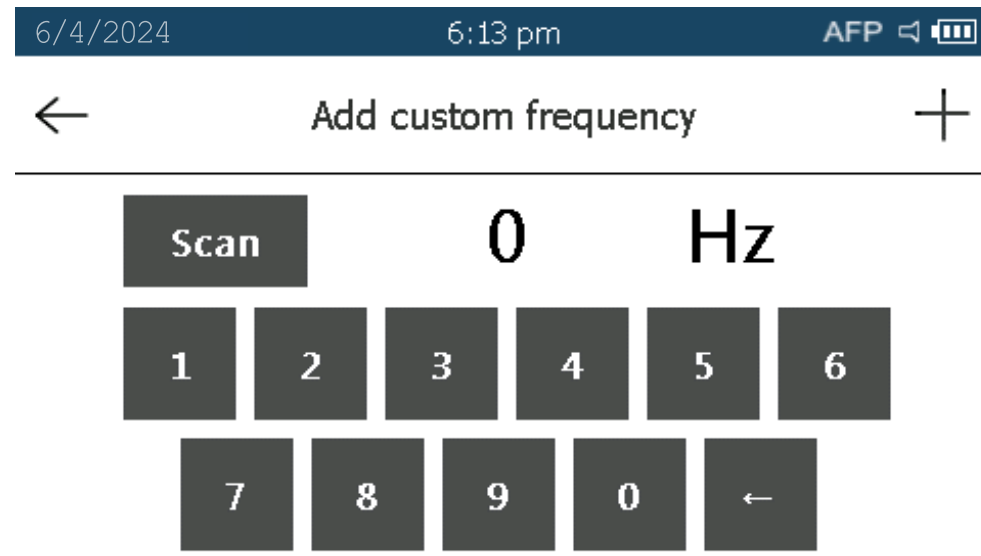 6/4/2024 6:13 pm AFP
Add custom frequency
Scan 0 Hz
1 2 3 4 5 6
7 8 9 0 ←